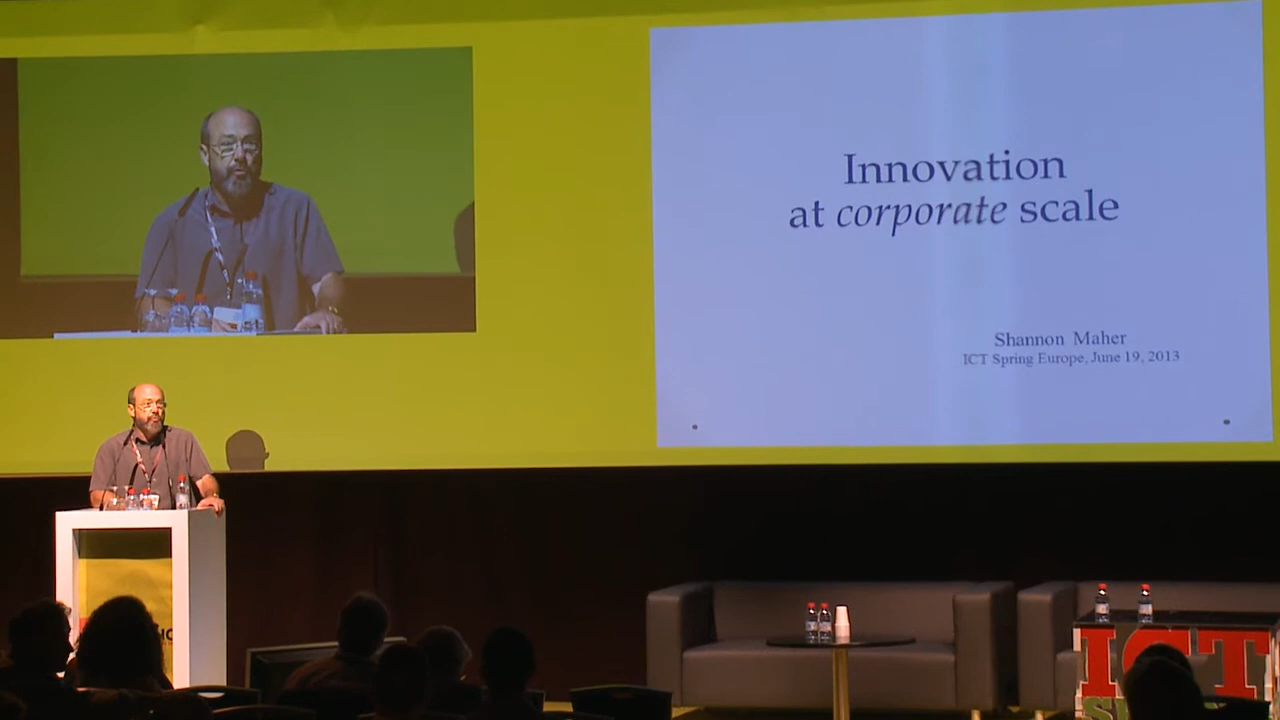 Innovation
at corporate scale
Shannon Maher
ICT Spring Europe, June 19, 2013
ICT